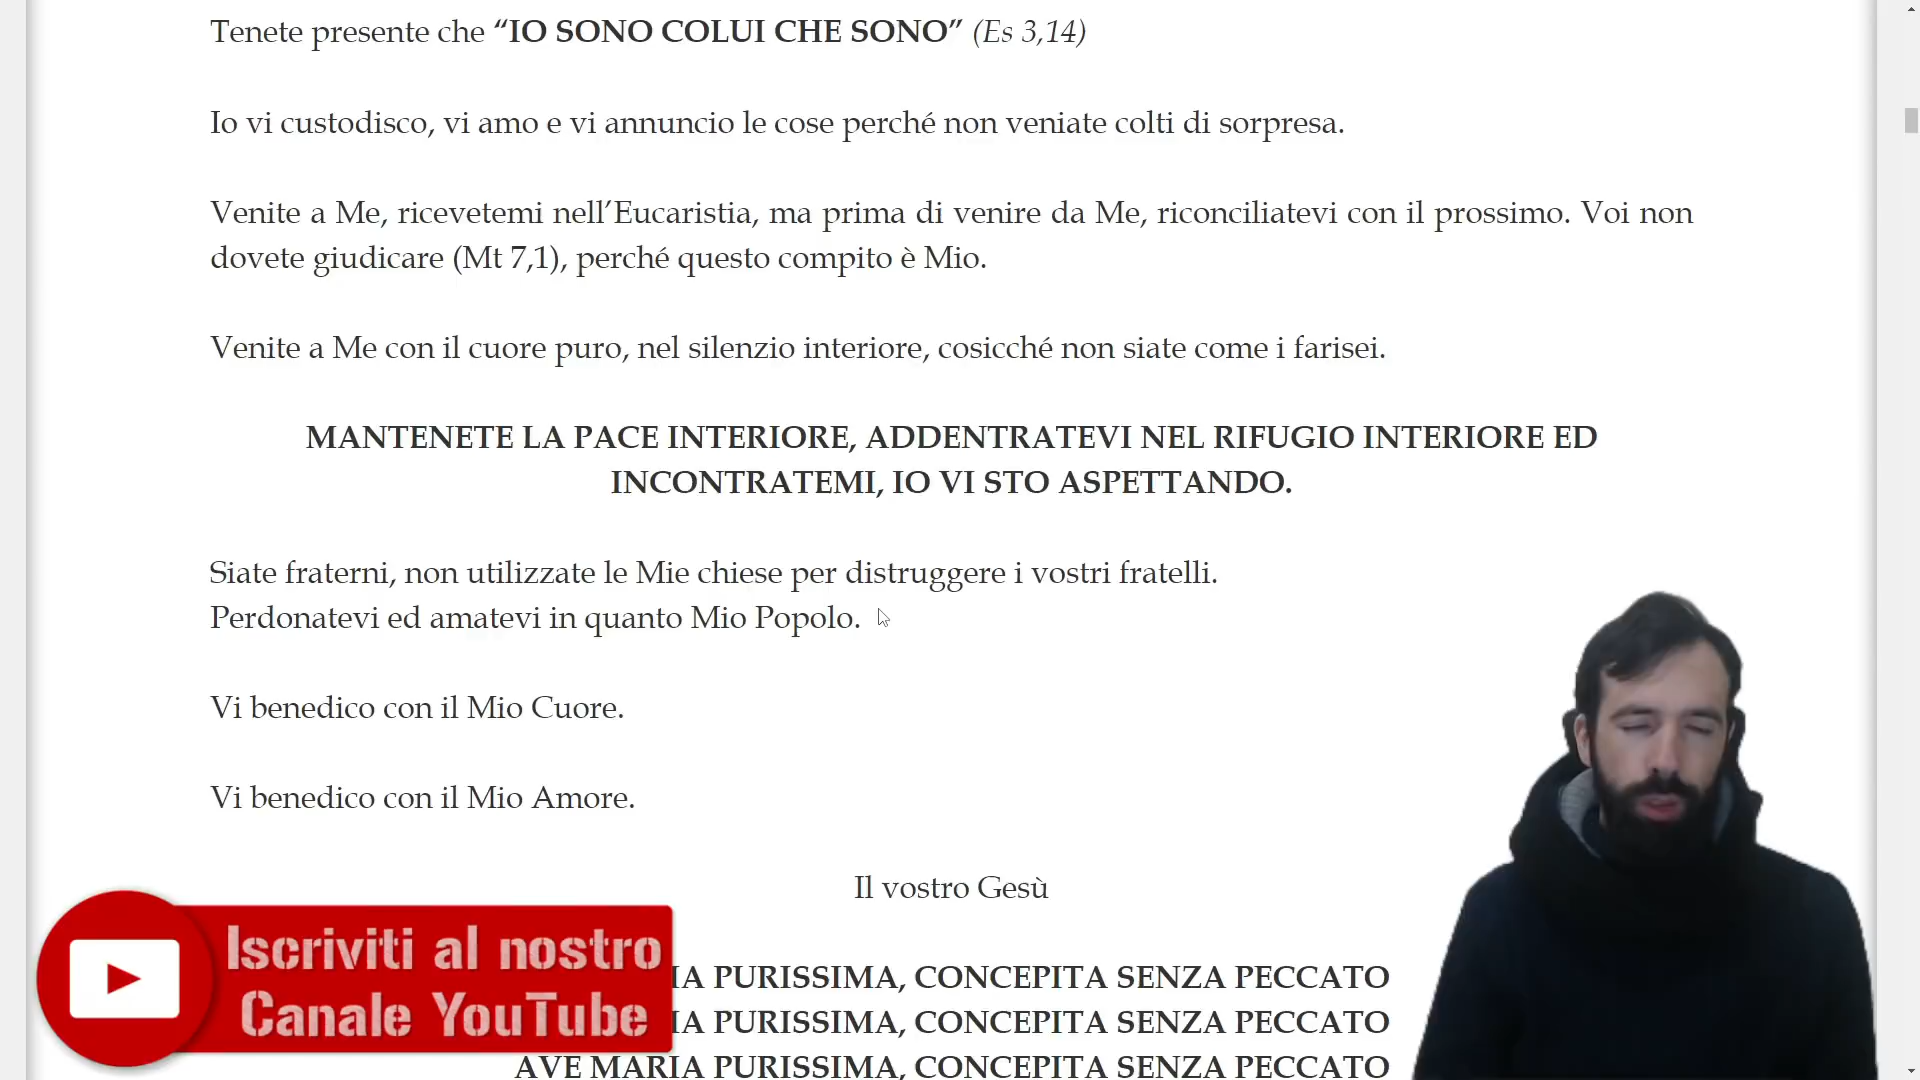 Tenete presente che “IO SONO COLUI CHE SONO” (Es 3,14)
Io vi custodisco, vi amo e vi annuncio le cose perché non veniate colti di sorpresa.
Venite a Me, ricevetemi nell’Eucaristia, ma prima di venire da Me, riconciliatevi con il prossimo. Voi non
dovete giudicare (Mt 7,1), perché questo compito è Mio.
Venite a Me con il cuore puro, nel silenzio interiore, cosicché non siate come i farisei.
MANTENETE LA PACE INTERIORE, ADDENTRATEVI NEL RIFUGIO INTERIORE ED
INCONTRATEMI, IO VI STO ASPETTANDO.
Siate fraterni, non utilizzate le Mie chiese per distruggere i vostri fratelli.
Perdonatevi ed amatevi in quanto Mio Popolo.
Vi benedico con il Mio Cuore.
Vi benedico con il Mio Amore.
Il vostro Gesù
IA PURISSIMA, CONCEPITA SENZA PECCATO
IA PURISSIMA, CONCEPITA SENZA PECCATO
AVE MARIA PURISSIMA, CONCEPITA SENZA PECCATO
Iscriviti al nostro
Canale YouTube